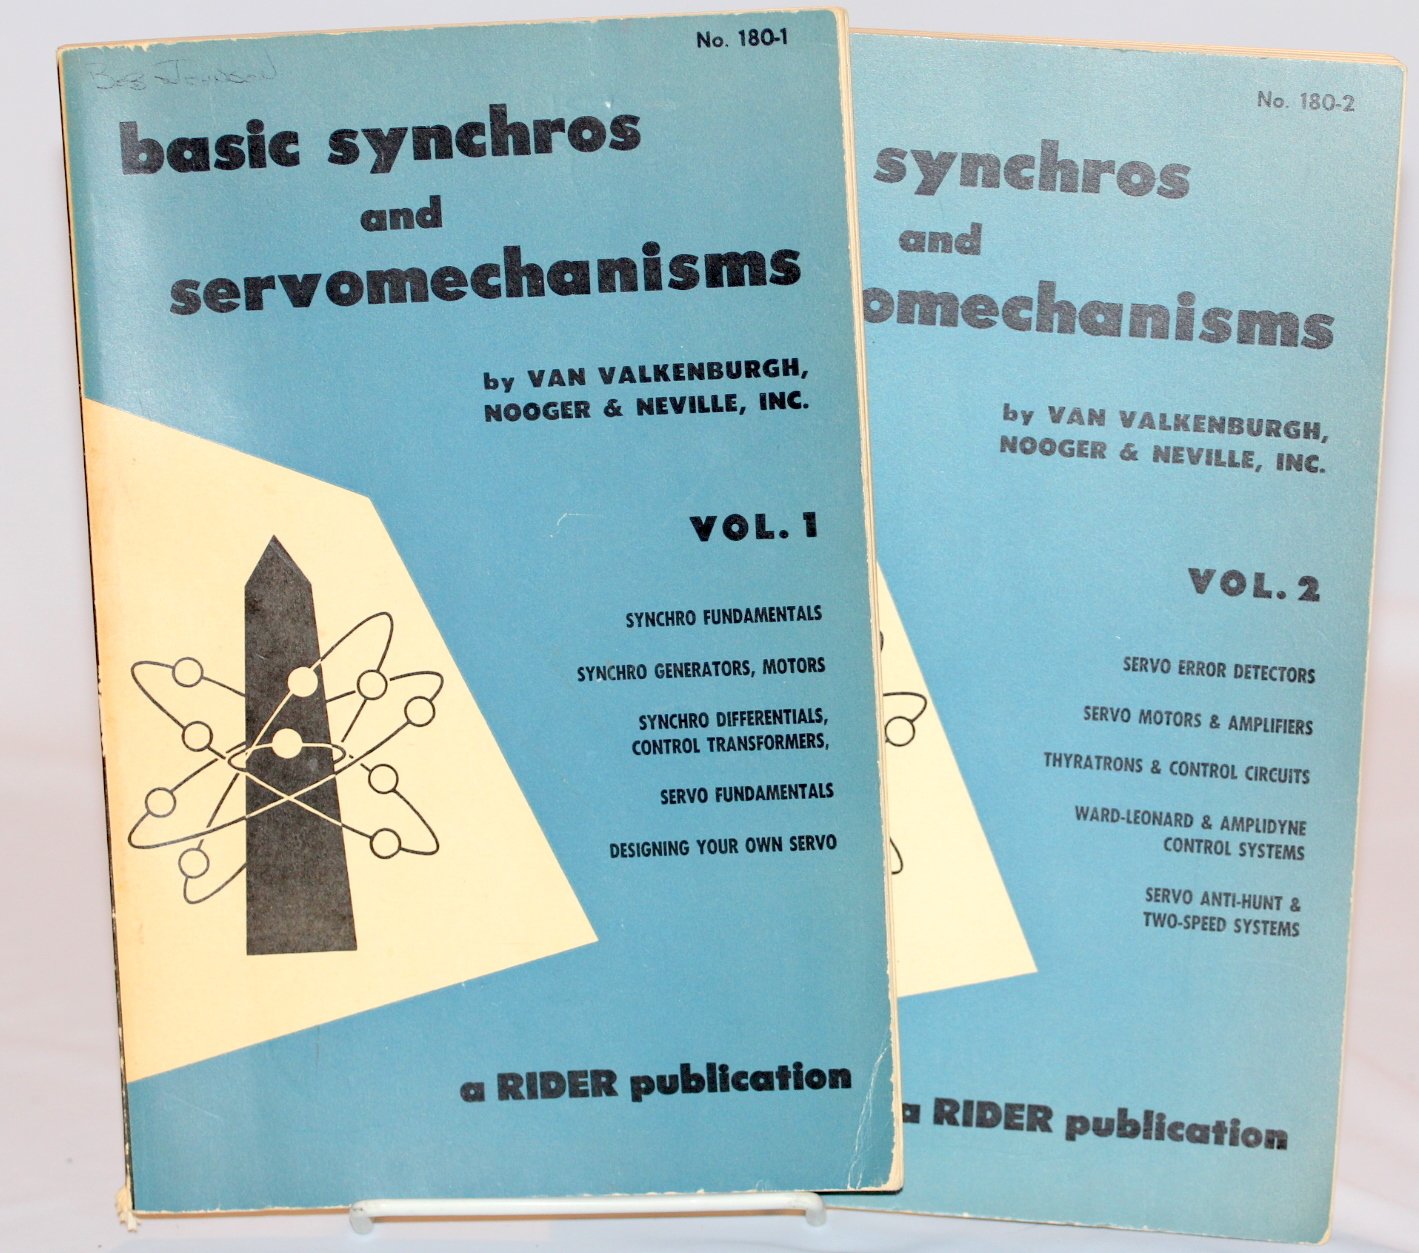 No. 180-1
basic synchros
and
servomechanisms
by VAN VALKENBURGH,
NOOGER & NEVILLE, INC.
VOL. 1
SYNCHRO FUNDAMENTALS
SYNCHRO GENERATORS, MOTORS
SYNCHRO DIFFERENTIALS,
CONTROL TRANSFORMERS,
SERVO FUNDAMENTALS
DESIGNING YOUR OWN SERVO
a RIDER publication
No. 180-2
synchros
and
omechanisms
by VAN VALKENBURGH,
NOOGER & NEVILLE, INC.
VOL. 2
SERVO ERROR DETECTORS
SERVO MOTORS & AMPLIFIERS
THYRATRONS & CONTROL CIRCUITS
WARD-LEONARD & AMPLIDYNE
CONTROL SYSTEMS
SERVO ANTI-HUNT &
TWO-SPEED SYSTEMS
a RIDER publication